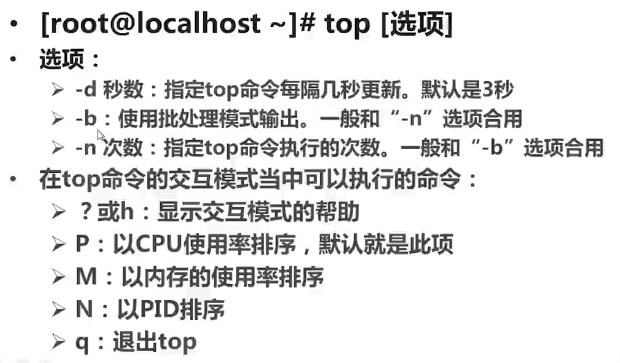 • [root@localhost ~]# top [选项]
• 选项：
➢ -d 秒数：指定top命令每隔几秒更新。默认是3秒
➢ -b：使用批处理模式输出。一般和“-n”选项合用
➢ -n 次数：指定top命令执行的次数。一般和“-b”选项合用
• 在top命令的交互模式当中可以执行的命令：
➢ ？或h：显示交互模式的帮助
➢ P：以CPU使用率排序，默认就是此项
➢ M：以内存的使用率排序
➢ N：以PID排序
➢ q：退出top